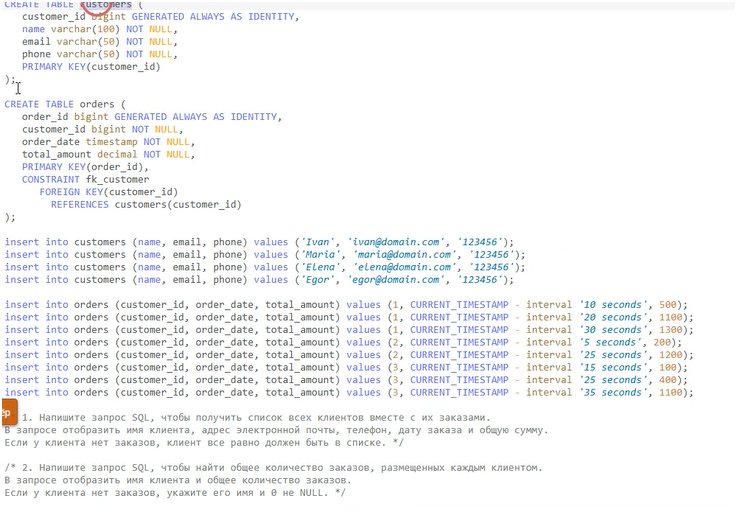 CREATE TABLE customers (
customer_id bigint GENERATED ALWAYS AS IDENTITY,
name varchar(100) NOT NULL,
email varchar(50) NOT NULL,
phone varchar(50) NOT NULL,
PRIMARY KEY(customer_id)
);
CREATE TABLE orders (
order_id bigint GENERATED ALWAYS AS IDENTITY,
customer_id bigint NOT NULL,
order_date timestamp NOT NULL,
total_amount decimal NOT NULL,
PRIMARY KEY(order_id),
CONSTRAINT fk_customer
FOREIGN KEY(customer_id)
REFERENCES customers(customer_id)
);
insert into customers (name, email, phone) values ('Ivan', 'ivan@domain.com', '123456');
insert into customers (name, email, phone) values ('Maria', 'maria@domain.com', '123456');
insert into customers (name, email, phone) values ('ELena', 'elena@domain.com', '123456');
insert into customers (name, email, phone) values ('Egor', 'egor@domain.com', '123456');
insert into orders (customer_id, order_date, total_amount) values (1, CURRENT_TIMESTAMP - interval '10 seconds', 500);
insert into orders (customer_id, order_date, total_amount) values (1, CURRENT_TIMESTAMP - interval '20 seconds', 1100);
insert into orders (customer_id, order_date, total_amount) values (1, CURRENT_TIMESTAMP - interval '30 seconds', 1300);
insert into orders (customer_id, order_date, total_amount) values (2, CURRENT_TIMESTAMP - interval '5 seconds', 200);
insert into orders (customer_id, order_date, total_amount) values (2, CURRENT_TIMESTAMP - interval '25 seconds', 1200);
insert into orders (customer_id, order_date, total_amount) values (3, CURRENT_TIMESTAMP - interval '15 seconds', 100);
insert into orders (customer_id, order_date, total_amount) values (3, CURRENT_TIMESTAMP - interval '25 seconds', 400);
insert into orders (customer_id, order_date, total_amount) values (3, CURRENT_TIMESTAMP - interval '35 seconds', 1100);
1. Напишите запрос SQL, чтобы получить список всех клиентов вместе с их заказами.
В запросе отобразить имя клиента, адрес электронной почты, телефон, дату заказа и общую сумму.
Если у клиента нет заказов, клиент все равно должен быть в списке. */
/* 2. Напишите запрос SQL, чтобы найти общее количество заказов, размещенных каждым клиентом.
В запросе отобразить имя клиента и общее количество заказов.
Если у клиента нет заказов, укажите его имя и 0 не NULL. */